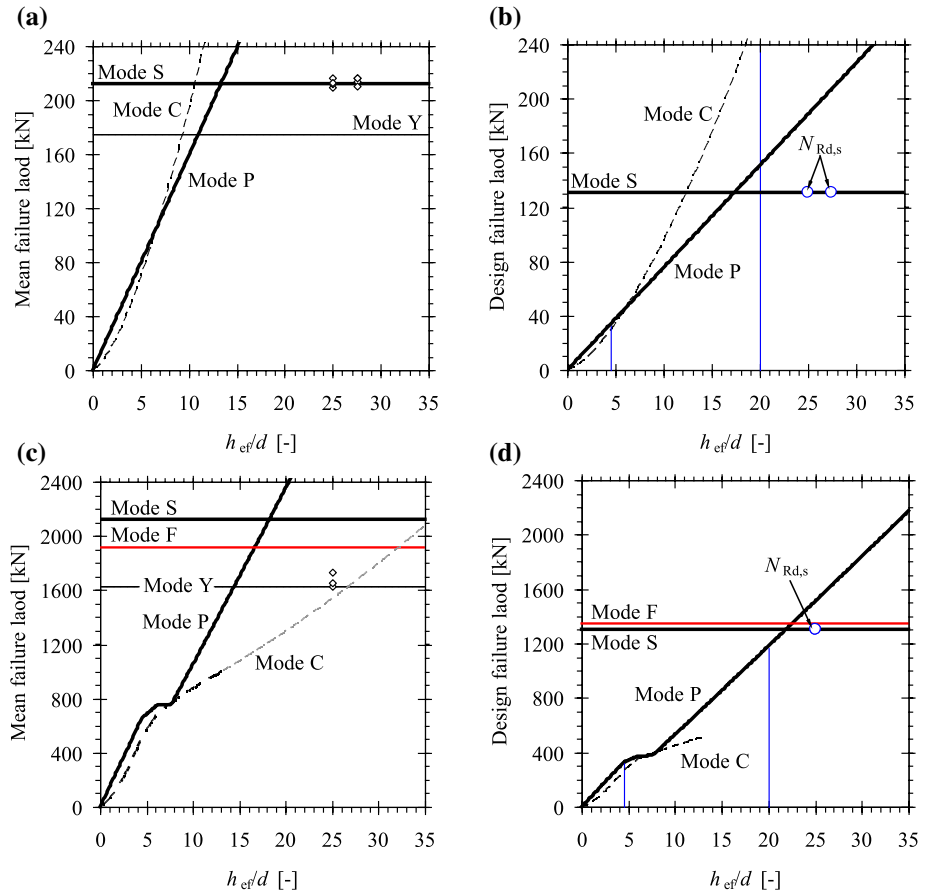 (a)
Mean failure laod [kN]
240
200
160
120
80
40
0
Mode S
Mode C
Mode Y
Mode P
0 5 10 15 20 25 30 35
h ef/d [-]
(b)
Design failure laod [kN]
240
200
160
120
80
40
0
Mode C
N Rd,s
Mode S
Mode P
0 5 10 15 20 25 30 35
h ef/d [-]
(c)
Mean failure laod [kN]
2400
2000
1600
1200
800
400
0
Mode S
Mode F
Mode Y
Mode P
Mode C
0 5 10 15 20 25 30 35
h ef/d [-]
(d)
Design failure laod [kN]
2400
2000
1600
1200
800
400
0
N Rd,s
Mode F
Mode S
Mode P
Mode C
0 5 10 15 20 25 30 35
h ef/d [-]